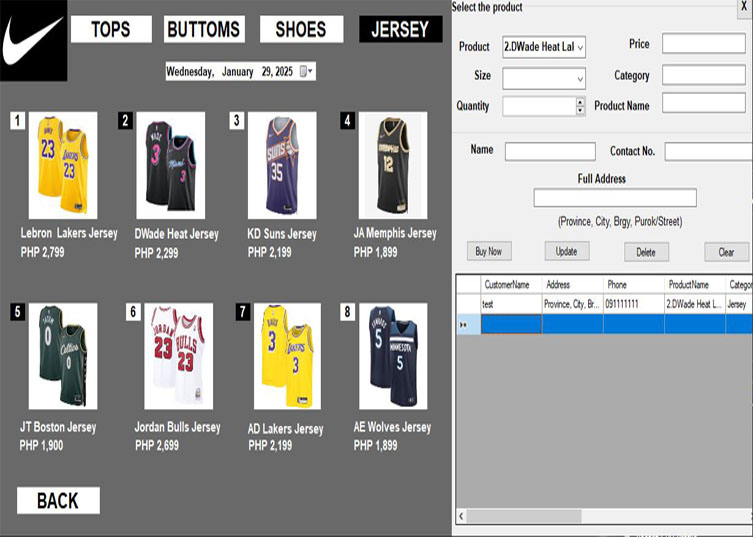 TOPS BUTTOMS SHOES JERSEY
Wednesday, January 29, 2025
1 2 3 4
Lebron Lakers Jersey
PHP 2,799
DWade Heat Jersey
PHP 2,299
KD Suns Jersey
PHP 2,199
JA Memphis Jersey
PHP 1,899
5 6 7 8
JT Boston Jersey
PHP 1,900
Jordan Bulls Jersey
PHP 2,699
AD Lakers Jersey
PHP 2,199
AE Wolves Jersey
PHP 1,899
BACK
Select the product
X
Product 2.DWade Heat Lal
Price
Size
Category
Quantity
Product Name
Name
Contact No.
Full Address
(Province, City, Brgy, Purok/Street)
Buy Now Update Delete Clear
CustomerName Address Phone ProductName Categor
test Province, City, Br... 091111111 2.DWade Heat L... Jersey